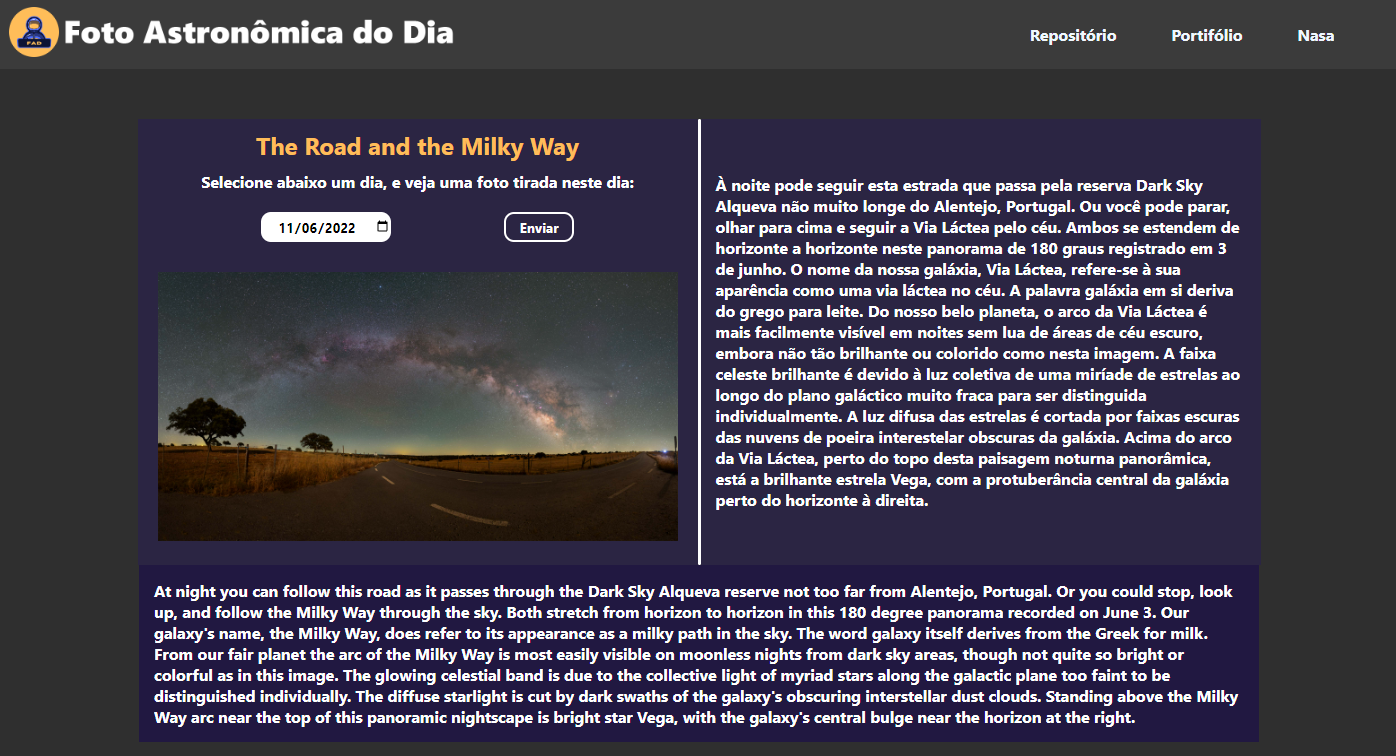 FAD
Foto Astronômica do Dia
Repositório
Portifólio
Nasa
The Road and the Milky Way
Selecione abaixo um dia, e veja uma foto tirada neste dia:
11/06/2022
Enviar
À noite pode seguir esta estrada que passa pela reserva Dark Sky
Alqueva não muito longe do Alentejo, Portugal. Ou você pode parar,
olhar para cima e seguir a Via Láctea pelo céu. Ambos se estendem de
horizonte a horizonte neste panorama de 180 graus registrado em 3
de junho. O nome da nossa galáxia, Via Láctea, refere-se à sua
aparência como uma via láctea no céu. A palavra galáxia em si deriva
do grego para leite. Do nosso belo planeta, o arco da Via Láctea é
mais facilmente visível em noites sem lua de áreas de céu escuro,
embora não tão brilhante ou colorido como nesta imagem. A faixa
celeste brilhante é devido à luz coletiva de uma miríade de estrelas ao
longo do plano galáctico muito fraca para ser distinguida
individualmente. A luz difusa das estrelas é cortada por faixas escuras
das nuvens de poeira interestelar obscuras da galáxia. Acima do arco
da Via Láctea, perto do topo desta paisagem noturna panorâmica,
está a brilhante estrela Vega, com a protuberância central da galáxia
perto do horizonte à direita.
At night you can follow this road as it passes through the Dark Sky Alqueva reserve not too far from Alentejo, Portugal. Or you could stop, look
up, and follow the Milky Way through the sky. Both stretch from horizon to horizon in this 180 degree panorama recorded on June 3. Our
galaxy's name, the Milky Way, does refer to its appearance as a milky path in the sky. The word galaxy itself derives from the Greek for milk.
From our fair planet the arc of the Milky Way is most easily visible on moonless nights from dark sky areas, though not quite so bright or
colorful as in this image. The glowing celestial band is due to the collective light of myriad stars along the galactic plane too faint to be
distinguished individually. The diffuse starlight is cut by dark swaths of the galaxy's obscuring interstellar dust clouds. Standing above the Milky
Way arc near the top of this panoramic nightscape is bright star Vega, with the galaxy's central bulge near the horizon at the right.